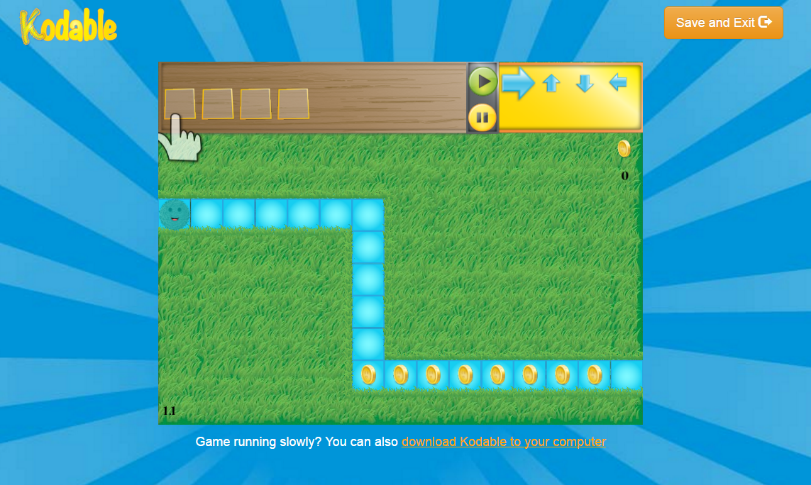 Kodable
Save and Exit
0
1.1
Game running slowly? You can also download Kodable to your computer